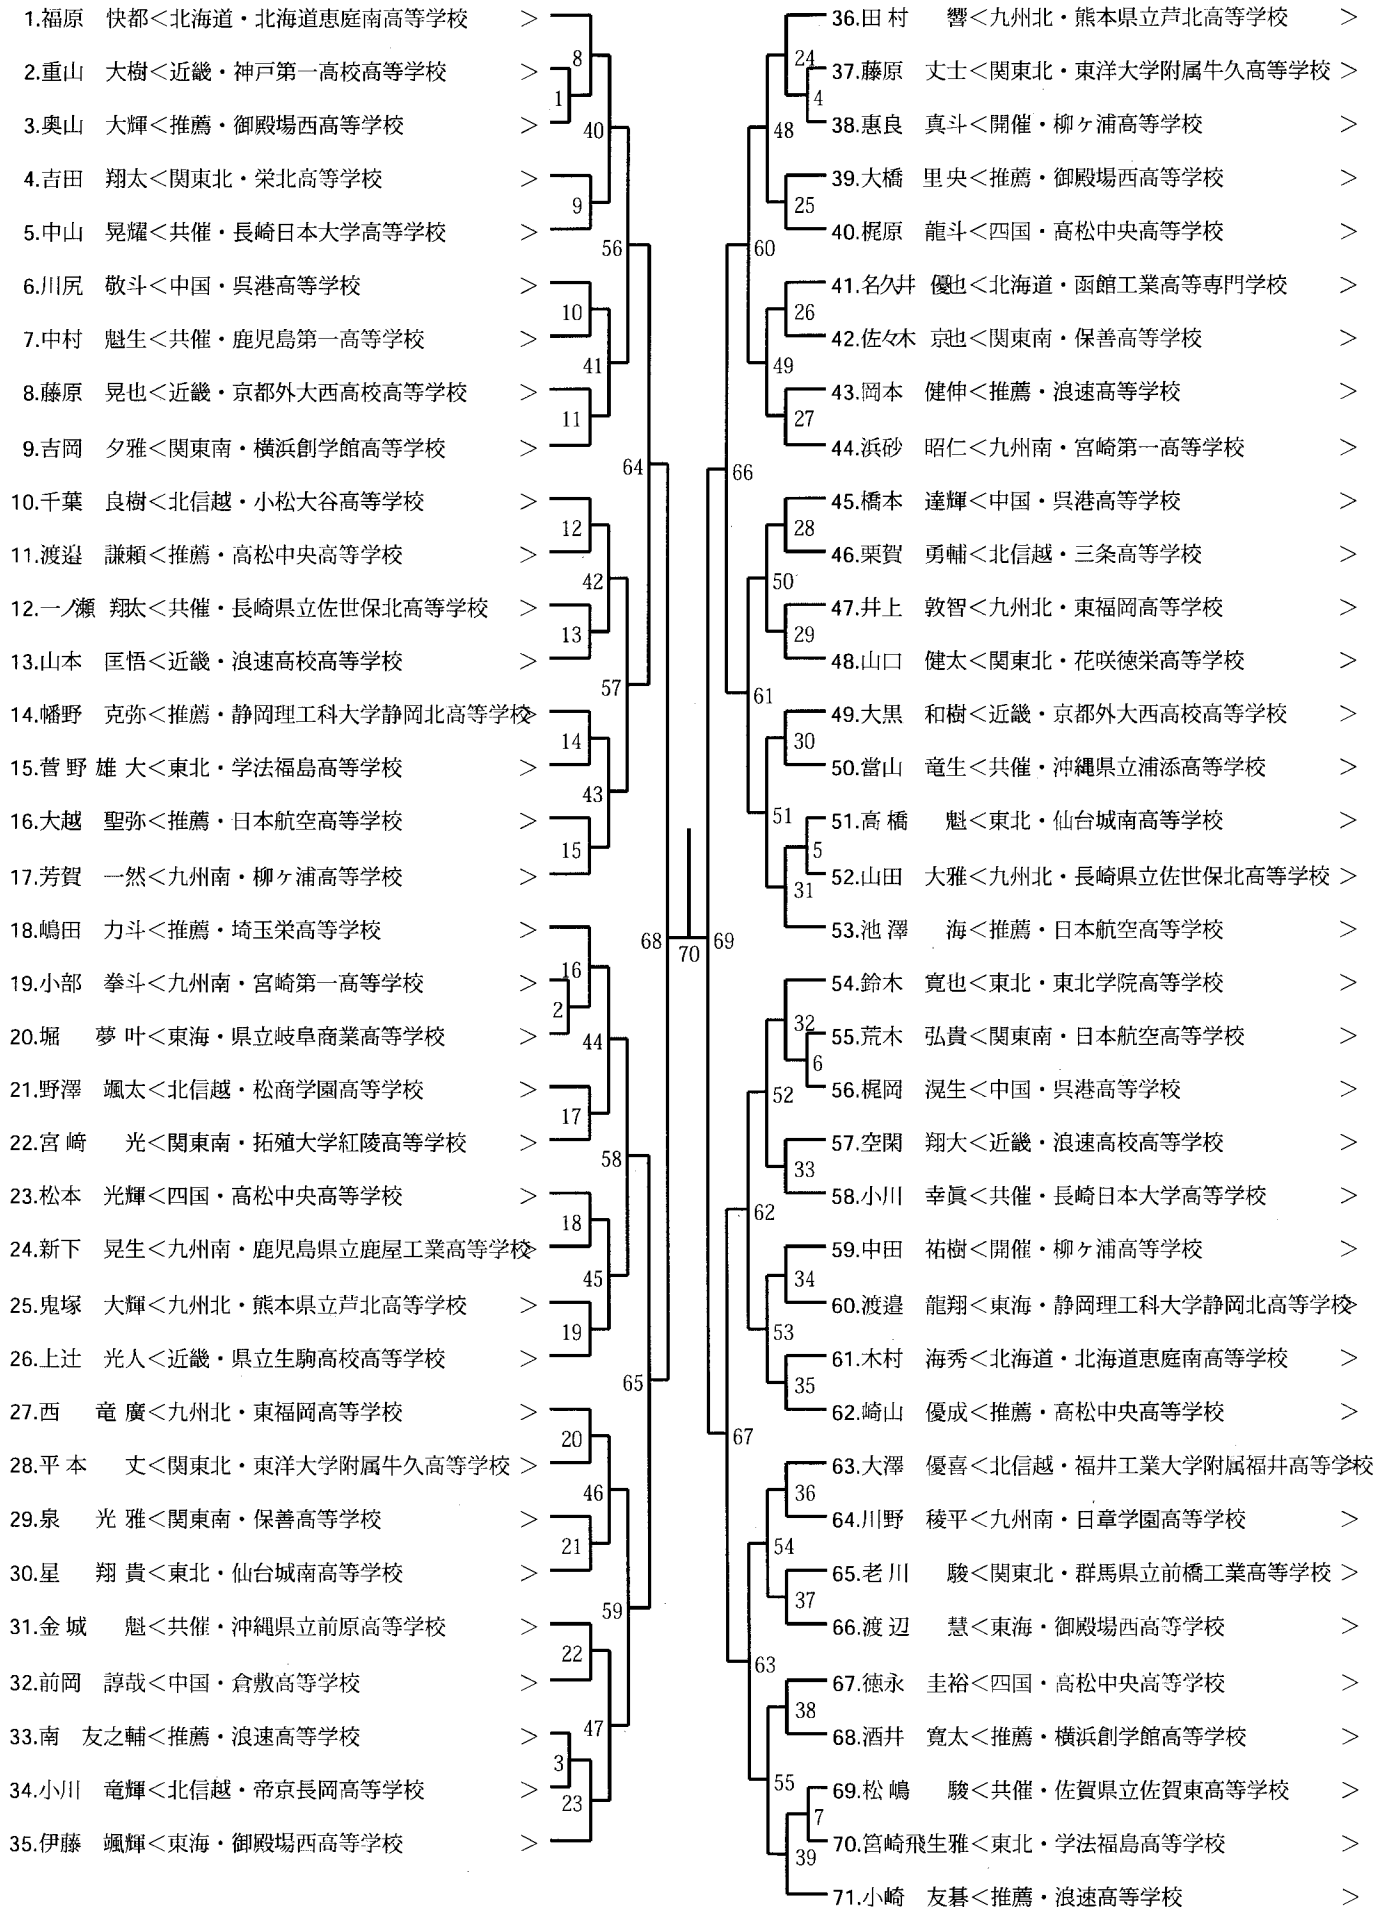 1.福原 快都<北海道・北海道恵庭南高等学校 >
2.重山 大樹<近畿・神戸第一高校高等学校 >
3.奥山 大輝<推薦・御殿場西高等学校 >
4.吉田 翔太<関東北・栄北高等学校 >
5.中山 晃耀<共催・長崎日本大学高等学校 >
6.川尻 敬斗<中国・呉港高等学校 >
7.中村 魁生<共催・鹿児島第一高等学校 >
8.藤原 晃也<近畿・京都外大西高校高等学校 >
9.吉岡 夕雅<関東南・横浜創学館高等学校 >
10.千葉 良樹<北信越・小松大谷高等学校 >
11.渡邉 謙頼<推薦・高松中央高等学校 >
12.一ノ瀬 翔太<共催・長崎県立佐世保北高等学校 >
13.山本 匡悟<近畿・浪速高校高等学校 >
14.幡野 克弥<推薦・静岡理工科大学静岡北高等学校>
15.菅野 雄大<東北・学法福島高等学校 >
16.大越 聖弥<推薦・日本航空高等学校 >
17.芳賀 一然<九州南・柳ヶ浦高等学校 >
18.嶋田 力斗<推薦・埼玉栄高等学校 >
19.小部 拳斗<九州南・宮崎第一高等学校 >
20.堀 夢叶<東海・県立岐阜商業高等学校 >
21.野澤 颯太<北信越・松商学園高等学校 >
22.宮﨑 光<関東南・拓殖大学紅陵高等学校 >
23.松本 光輝<四国・高松中央高等学校 >
24.新下 晃生<九州南・鹿児島県立鹿屋工業高等学校>
25.鬼塚 大輝<九州北・熊本県立芦北高等学校 >
26.上辻 光人<近畿・県立生駒高校高等学校 >
27.西 竜廣<九州北・東福岡高等学校 >
28.平本 丈<関東北・東洋大学附属牛久高等学校 >
29.泉 光雅<関東南・保善高等学校 >
30.星 翔貴<東北・仙台城南高等学校 >
31.金城 魁<共催・沖縄県立前原高等学校 >
32.前岡 諄哉<中国・倉敷高等学校 >
33.南 友之輔<推薦・浪速高等学校 >
34.小川 竜輝<北信越・帝京長岡高等学校 >
35.伊藤 颯輝<東海・御殿場西高等学校 >
8
1
40
9
56
10
41
11
64
12
42
13
57
14
43
15
68
16
2
44
17
58
18
45
19
65
20
46
21
59
22
47
3
23
70
69
24
4
48
25
60
26
49
27
66
28
50
29
61
30
51
5
31
32
6
52
33
62
34
53
35
67
36
54
37
63
38
55
7
39
36.田村 響<九州北・熊本県立芦北高等学校 >
37.藤原 丈士<関東北・東洋大学附属牛久高等学校 >
38.恵良 真斗<開催・柳ヶ浦高等学校 >
39.大橋 里央<推薦・御殿場西高等学校 >
40.梶原 龍斗<四国・高松中央高等学校 >
41.名久井 優也<北海道・函館工業高等専門学校 >
42.佐々木 京也<関東南・保善高等学校 >
43.岡本 健伸<推薦・浪速高等学校 >
44.浜砂 昭仁<九州南・宮崎第一高等学校 >
45.橋本 達輝<中国・呉港高等学校 >
46.栗賀 勇輔<北信越・三条高等学校 >
47.井上 敦智<九州北・東福岡高等学校 >
48.山口 健太<関東北・花咲徳栄高等学校 >
49.大黒 和樹<近畿・京都外大西高校高等学校 >
50.當山 竜生<共催・沖縄県立浦添高等学校 >
51.高橋 魁<東北・仙台城南高等学校 >
52.山田 大雅<九州北・長崎県立佐世保北高等学校 >
53.池澤 海<推薦・日本航空高等学校 >
54.鈴木 寛也<東北・東北学院高等学校 >
55.荒木 弘貴<関東南・日本航空高等学校 >
56.梶岡 滉生<中国・呉港高等学校 >
57.空閑 翔大<近畿・浪速高校高等学校 >
58.小川 幸眞<共催・長崎日本大学高等学校 >
59.中田 祐樹<開催・柳ヶ浦高等学校 >
60.渡邉 龍翔<東海・静岡理工科大学静岡北高等学校>
61.木村 海秀<北海道・北海道恵庭南高等学校 >
62.崎山 優成<推薦・高松中央高等学校 >
63.大澤 優喜<北信越・福井工業大学附属福井高等学校
64.川野 稜平<九州南・日章学園高等学校 >
65.老川 駿<関東北・群馬県立前橋工業高等学校 >
66.渡辺 慧<東海・御殿場西高等学校 >
67.徳永 圭裕<四国・高松中央高等学校 >
68.酒井 寛太<推薦・横浜創学館高等学校 >
69.松嶋 駿<共催・佐賀県立佐賀東高等学校 >
70.宮崎飛生雅<東北・学法福島高等学校 >
71.小崎 友碁<推薦・浪速高等学校 >